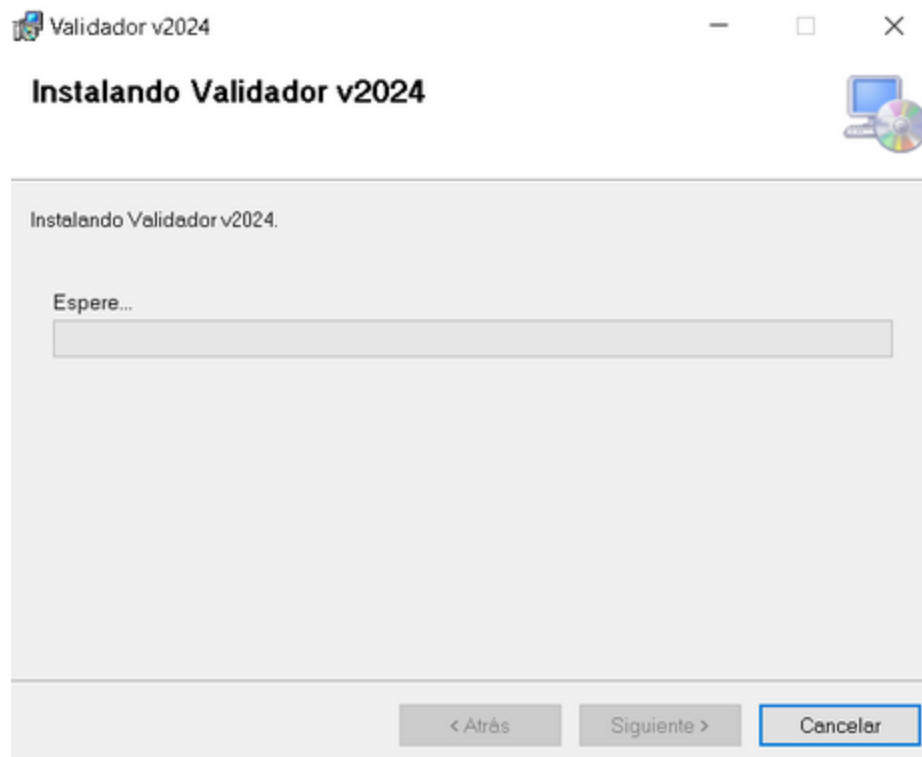 Validador v2024
Instalando Validador v2024
Instalando Validador v2024.
Espere...
< Atrás
Siguiente >
Cancelar